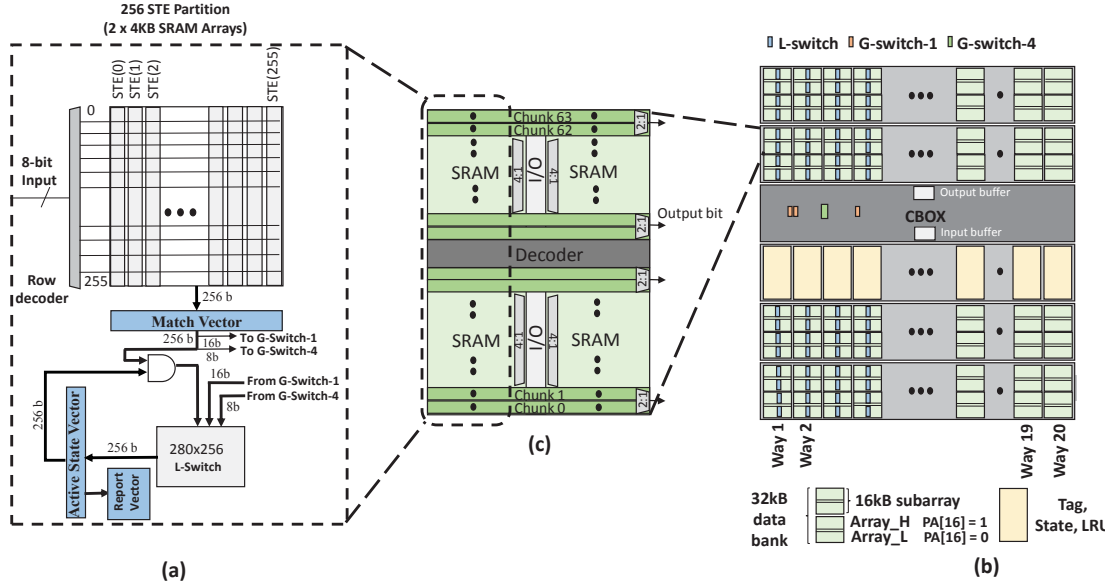 256 STE Partition
(2 x 4KB SRAM Arrays)
STE(0)
STE(1)
STE(2)
STE(255)
0
8-bit
Input
Row
decoder
255
256 b
Match Vector
256 b
16b
To G-Switch-1
8b
To G-Switch-4
16b
From G-Switch-1
8b
From G-Switch-4
256 b
Active State Vector
256 b
280x256
L-Switch
Report
Vector
(a)
Chunk 63
Chunk 62
2:1
SRAM
4:1
I/O
4:1
SRAM
Output bit
2:1
Decoder
2:1
SRAM
4:1
I/O
4:1
SRAM
Chunk 1
Chunk 0
2:1
(c)
L-switch
G-switch-1
G-switch-4
Output buffer
CBOX
Input buffer
Way 1
Way 2
Way 19
Way 20
32kB
data
bank
16kB subarray
Array_H PA[16] = 1
Array_L PA[16] = 0
Tag,
State, LRU
(b)